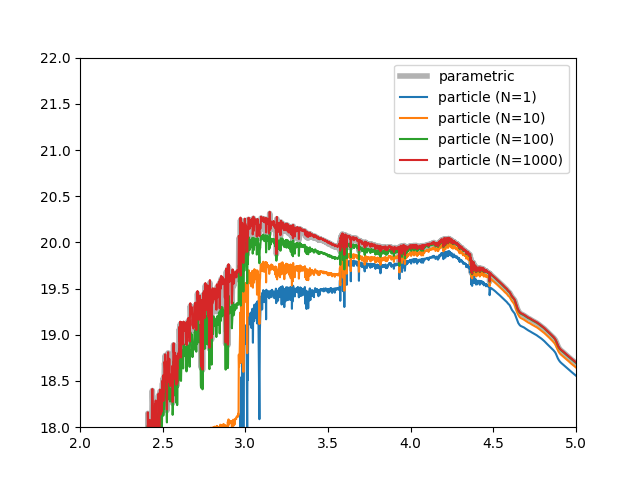 22.0
21.5
21.0
20.5
20.0
19.5
19.0
18.5
18.0
2.0 2.5 3.0 3.5 4.0 4.5 5.0
parametric
particle (N=1)
particle (N=10)
particle (N=100)
particle (N=1000)